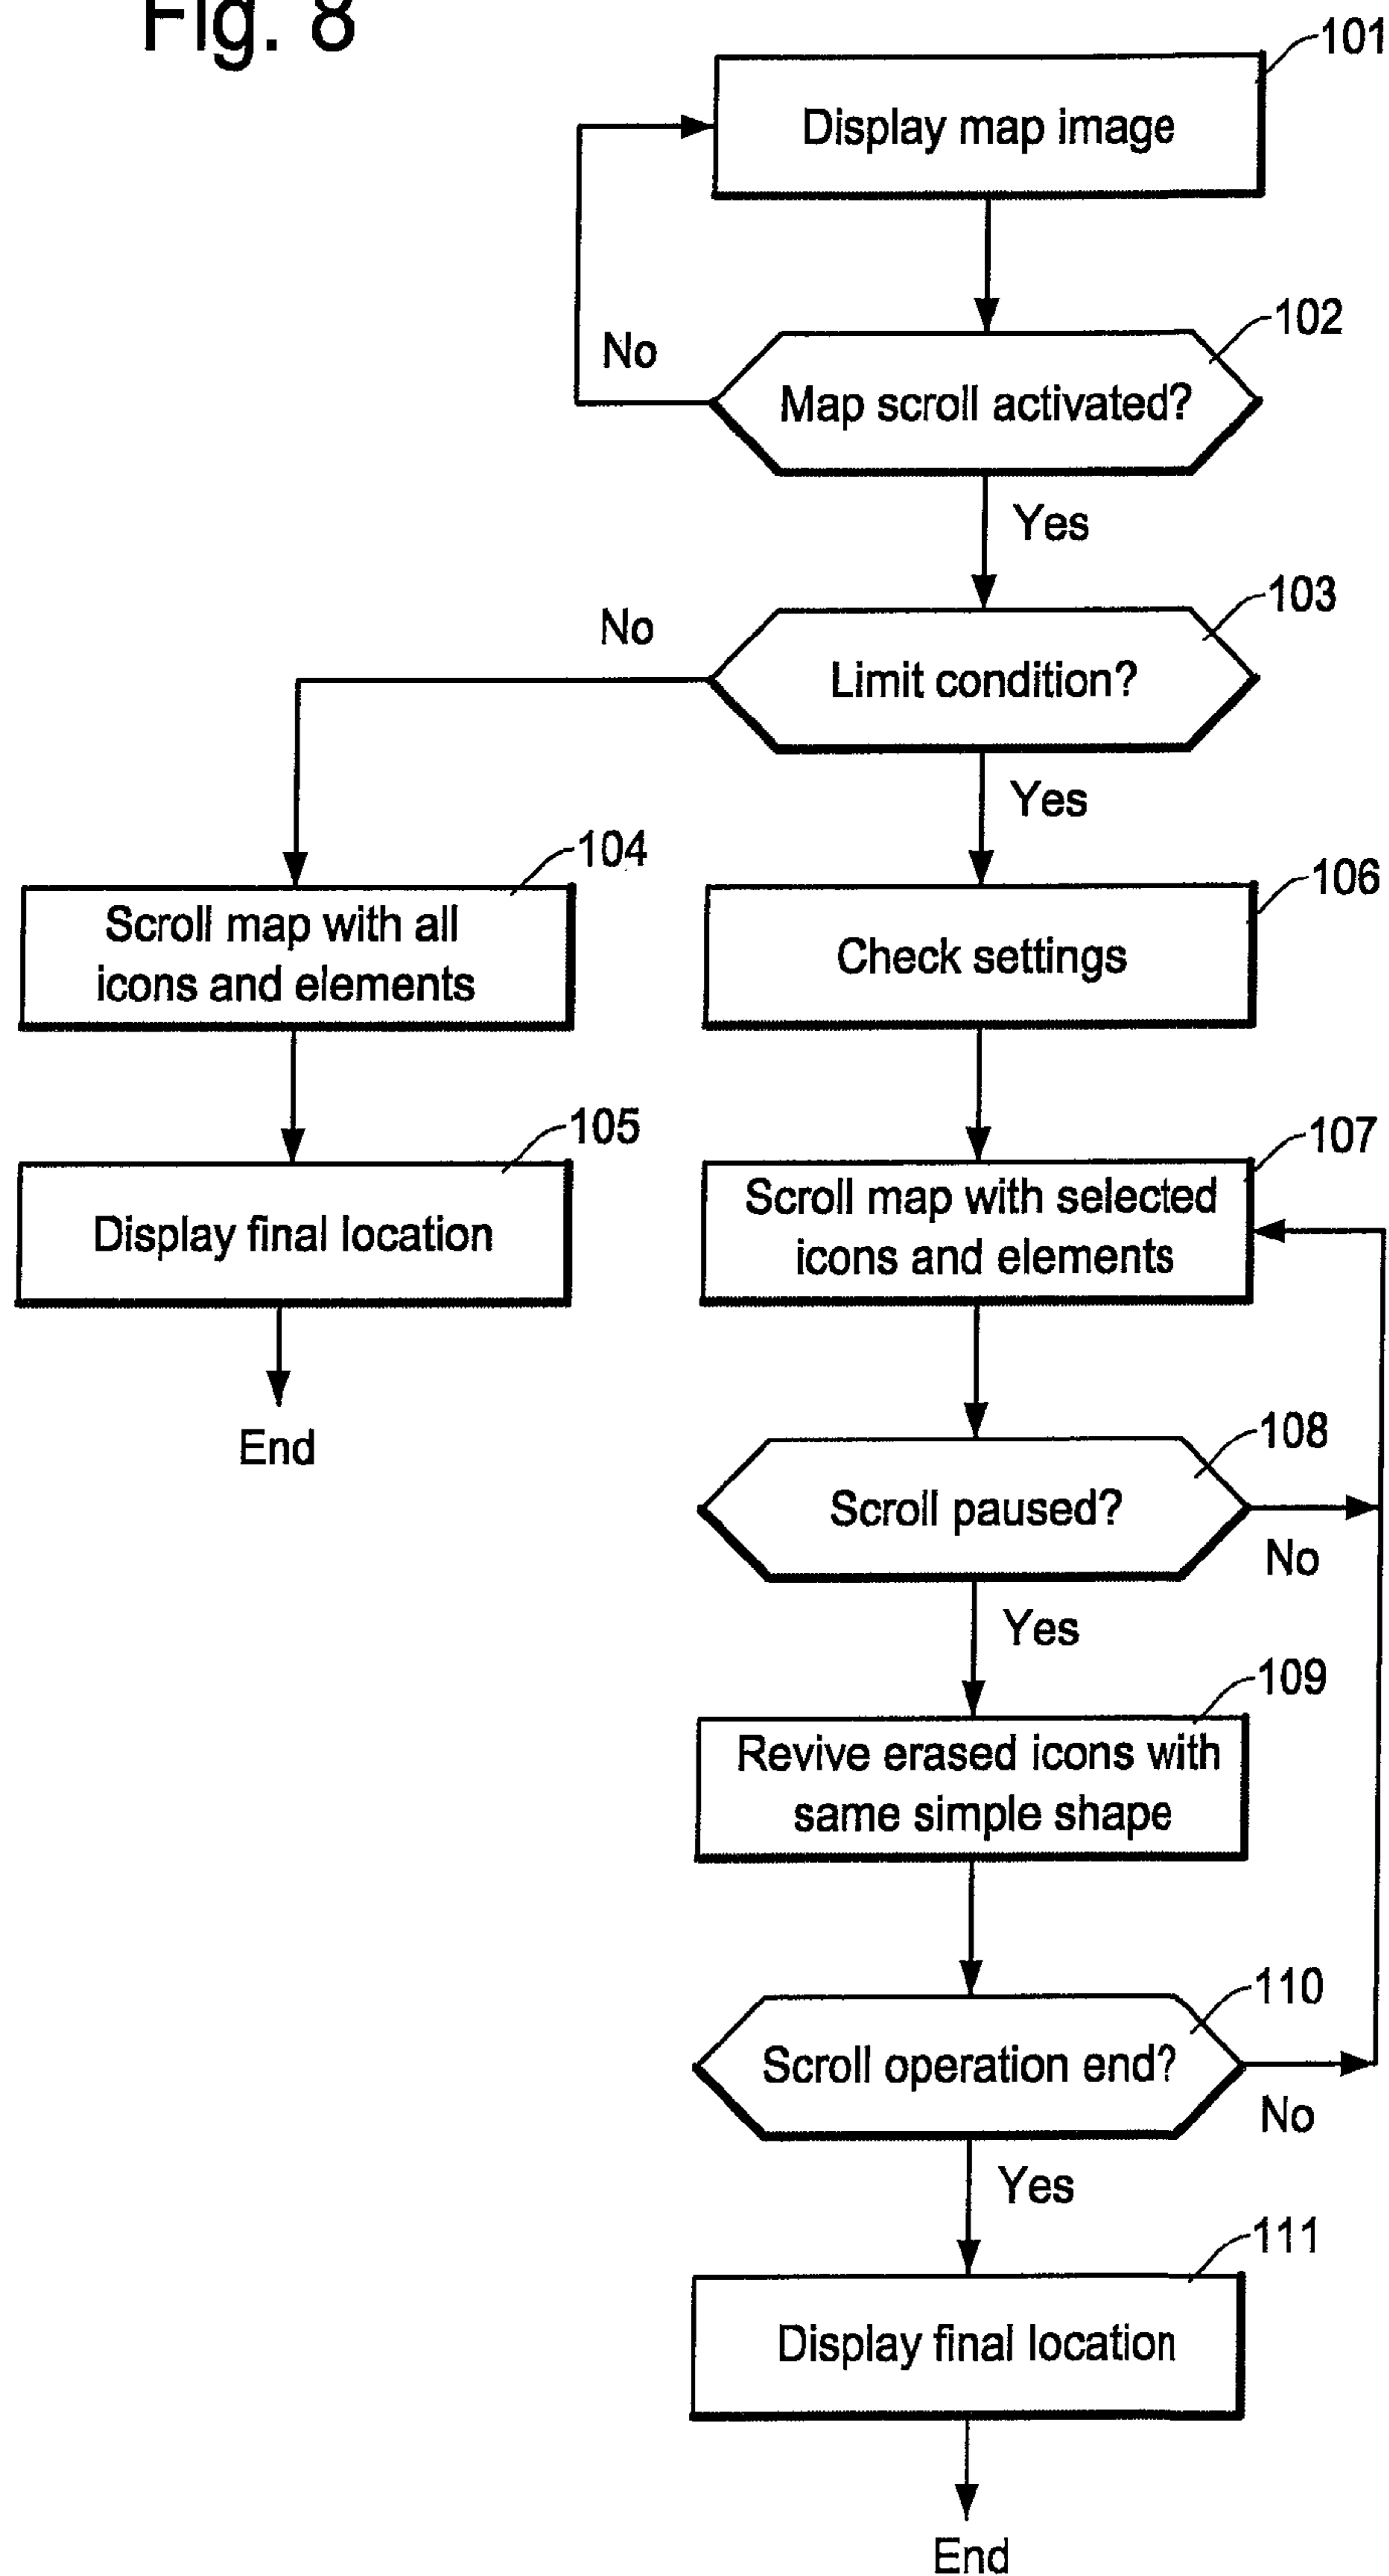 Fig. 8
101
Display map image
102
No
Map scroll activated?
Yes
103
No
Limit condition?
Yes
104
Scroll map with all
icons and elements
106
Check settings
105
Display final location
End
107
Scroll map with selected
icons and elements
108
Scroll paused?
No
Yes
109
Revive erased icons with
same simple shape
110
Scroll operation end?
No
Yes
111
Display final location
End